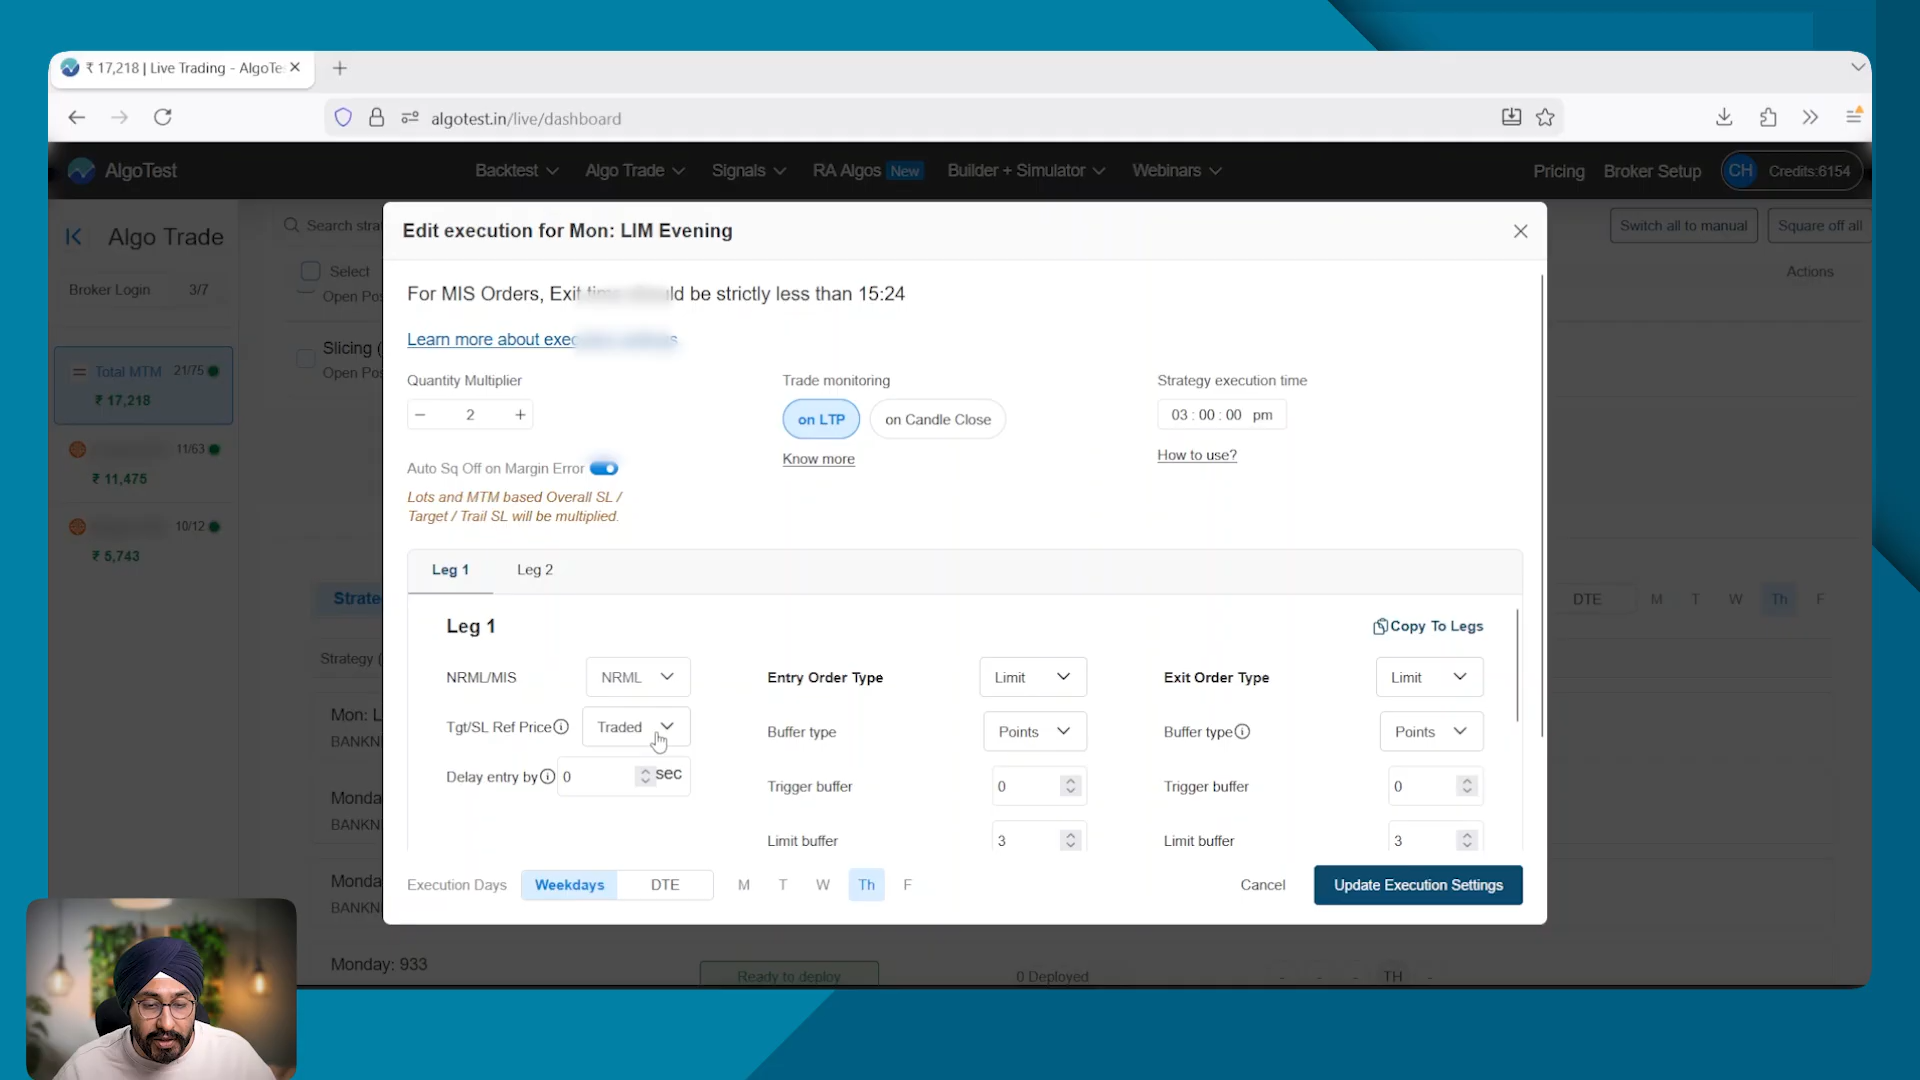 ₹ 17,218 | Live Trading - AlgoTe
algotest.in/live/dashboard
AlgoTest
Backtest
Algo Trade
Signals
RA Algos New
Builder + Simulator
Webinars
Pricing
Broker Setup
CH Credits:6154
Algo Trade
Broker Login 3/7
Total MTM 21/75
₹ 17,218
11/63
₹ 11,475
10/12
₹ 5,743
Search stra
Switch all to manual
Square off all
Select
Open Pos
Actions
Slicing (
Open Pos
Edit execution for Mon: LIM Evening
For MIS Orders, Exit be strictly less than 15:24
Learn more about
Quantity Multiplier
2
Trade monitoring
on LTP
on Candle Close
Know more
Strategy execution time
03 : 00 : 00 pm
How to use?
Auto Sq Off on Margin Error
Lots and MTM based Overall SL /
Target / Trail SL will be multiplied.
Leg 1
Leg 2
Leg 1
Copy To Legs
NRML/MIS NRML
Tgt/SL Ref Price Traded
Delay entry by 0 sec
Entry Order Type Limit
Buffer type Points
Trigger buffer 0
Limit buffer 3
Exit Order Type Limit
Buffer type Points
Trigger buffer 0
Limit buffer 3
Execution Days
Weekdays
DTE
M T W Th F
Cancel
Update Execution Settings
Strate
DTE M T W Th F
Strategy (
Mon: L
BANKN
Monda
BANKN
Monda
BANKN
Monday: 933
Ready to deploy
0 Deployed
- - - TH -